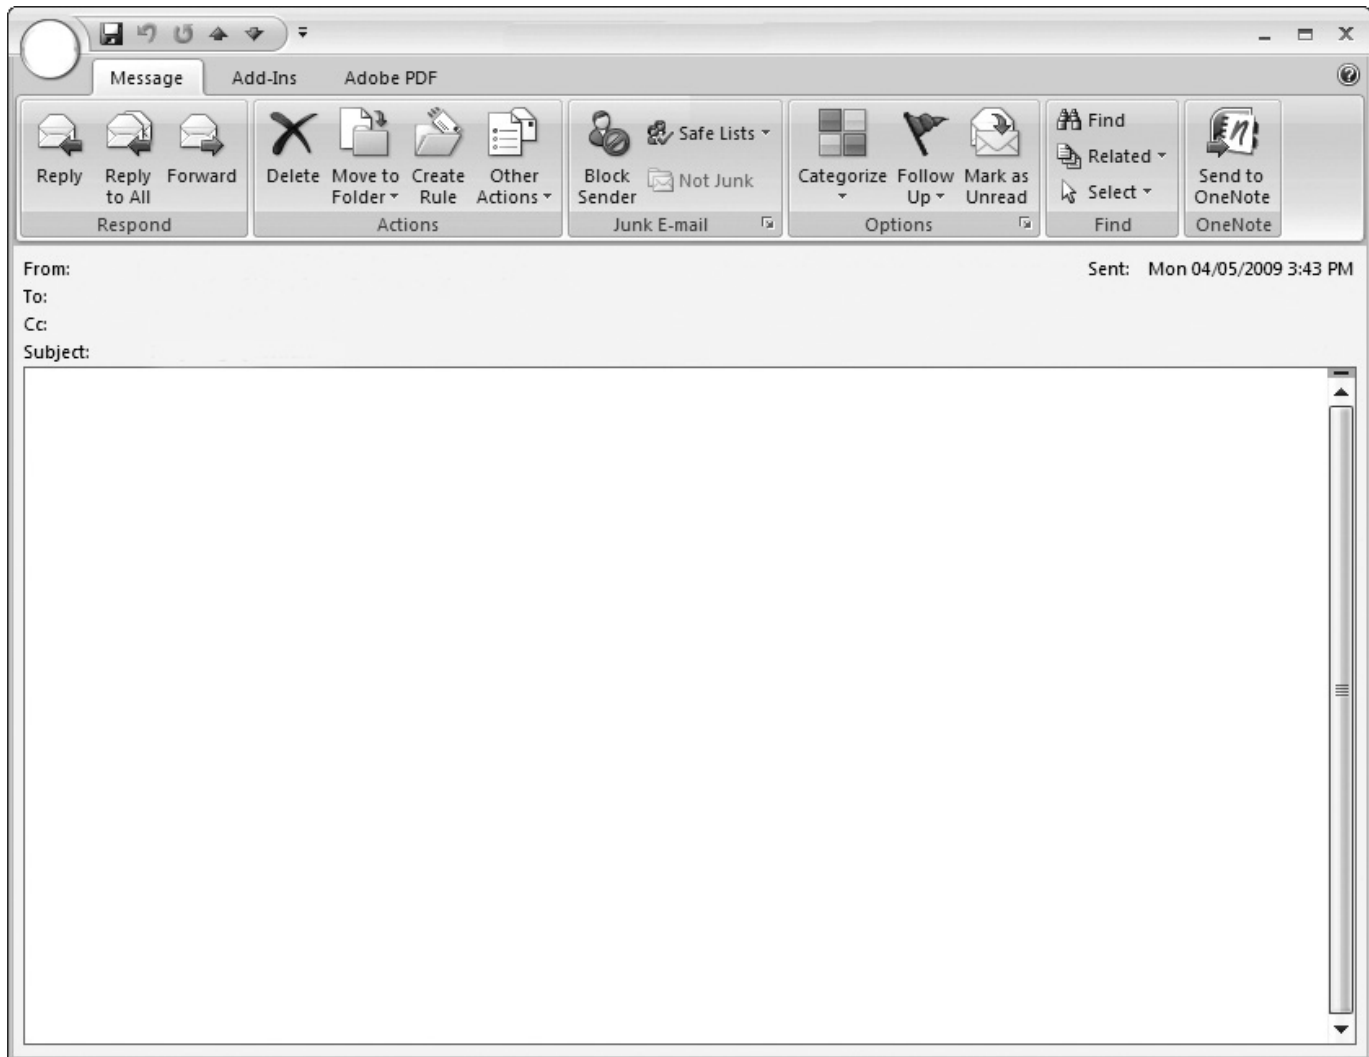 Message Add-Ins Adobe PDF
Reply Reply to All Forward
Respond
Delete Move to Folder Create Rule Other Actions
Actions
Block Sender Safe Lists Not Junk
Junk E-mail
Categorize Follow Up Mark as Unread
Options
Find
Related
Select
Find
Send to OneNote
OneNote
From:
Sent: Mon 04/05/2009 3:43 PM
To:
Cc:
Subject: